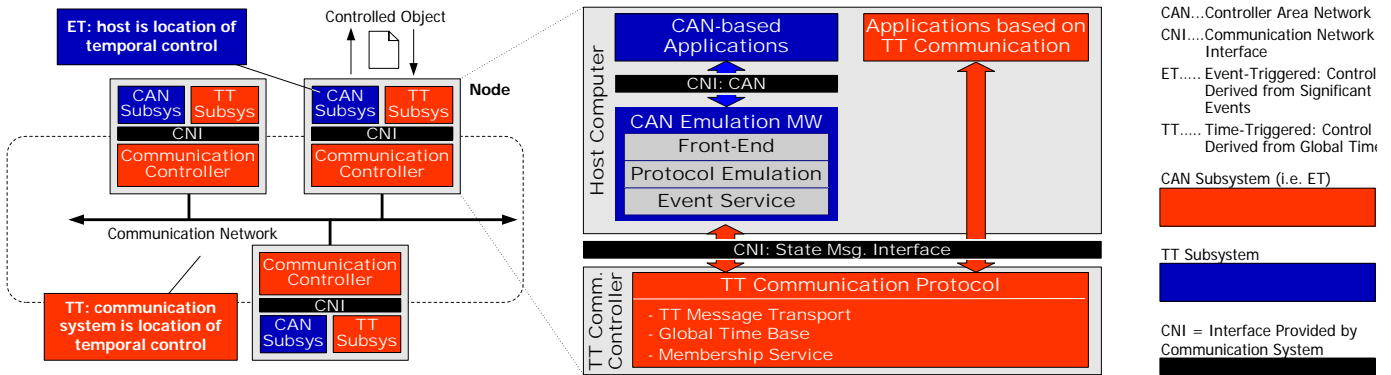 ET: host is location of
temporal control
Controlled Object
Node
CAN
Subsys
TT
Subsys
CNI
Communication
Controller
CAN
Subsys
TT
Subsys
CNI
Communication
Controller
Communication Network
Communication
Controller
CNI
CAN
Subsys
TT
Subsys
TT: communication
system is location of
temporal control
Host Computer
CAN-based
Applications
Applications based on
TT Communication
CNI: CAN
CAN Emulation MW
Front-End
Protocol Emulation
Event Service
CNI: State Msg. Interface
TT Comm.
Controller
TT Communication Protocol
- TT Message Transport
- Global Time Base
- Membership Service
CAN...Controller Area Network
CNI....Communication Network
Interface
ET..... Event-Triggered: Control
Derived from Significant
Events
TT..... Time-Triggered: Control
Derived from Global Time
CAN Subsystem (i.e. ET)
TT Subsystem
CNI = Interface Provided by
Communication System